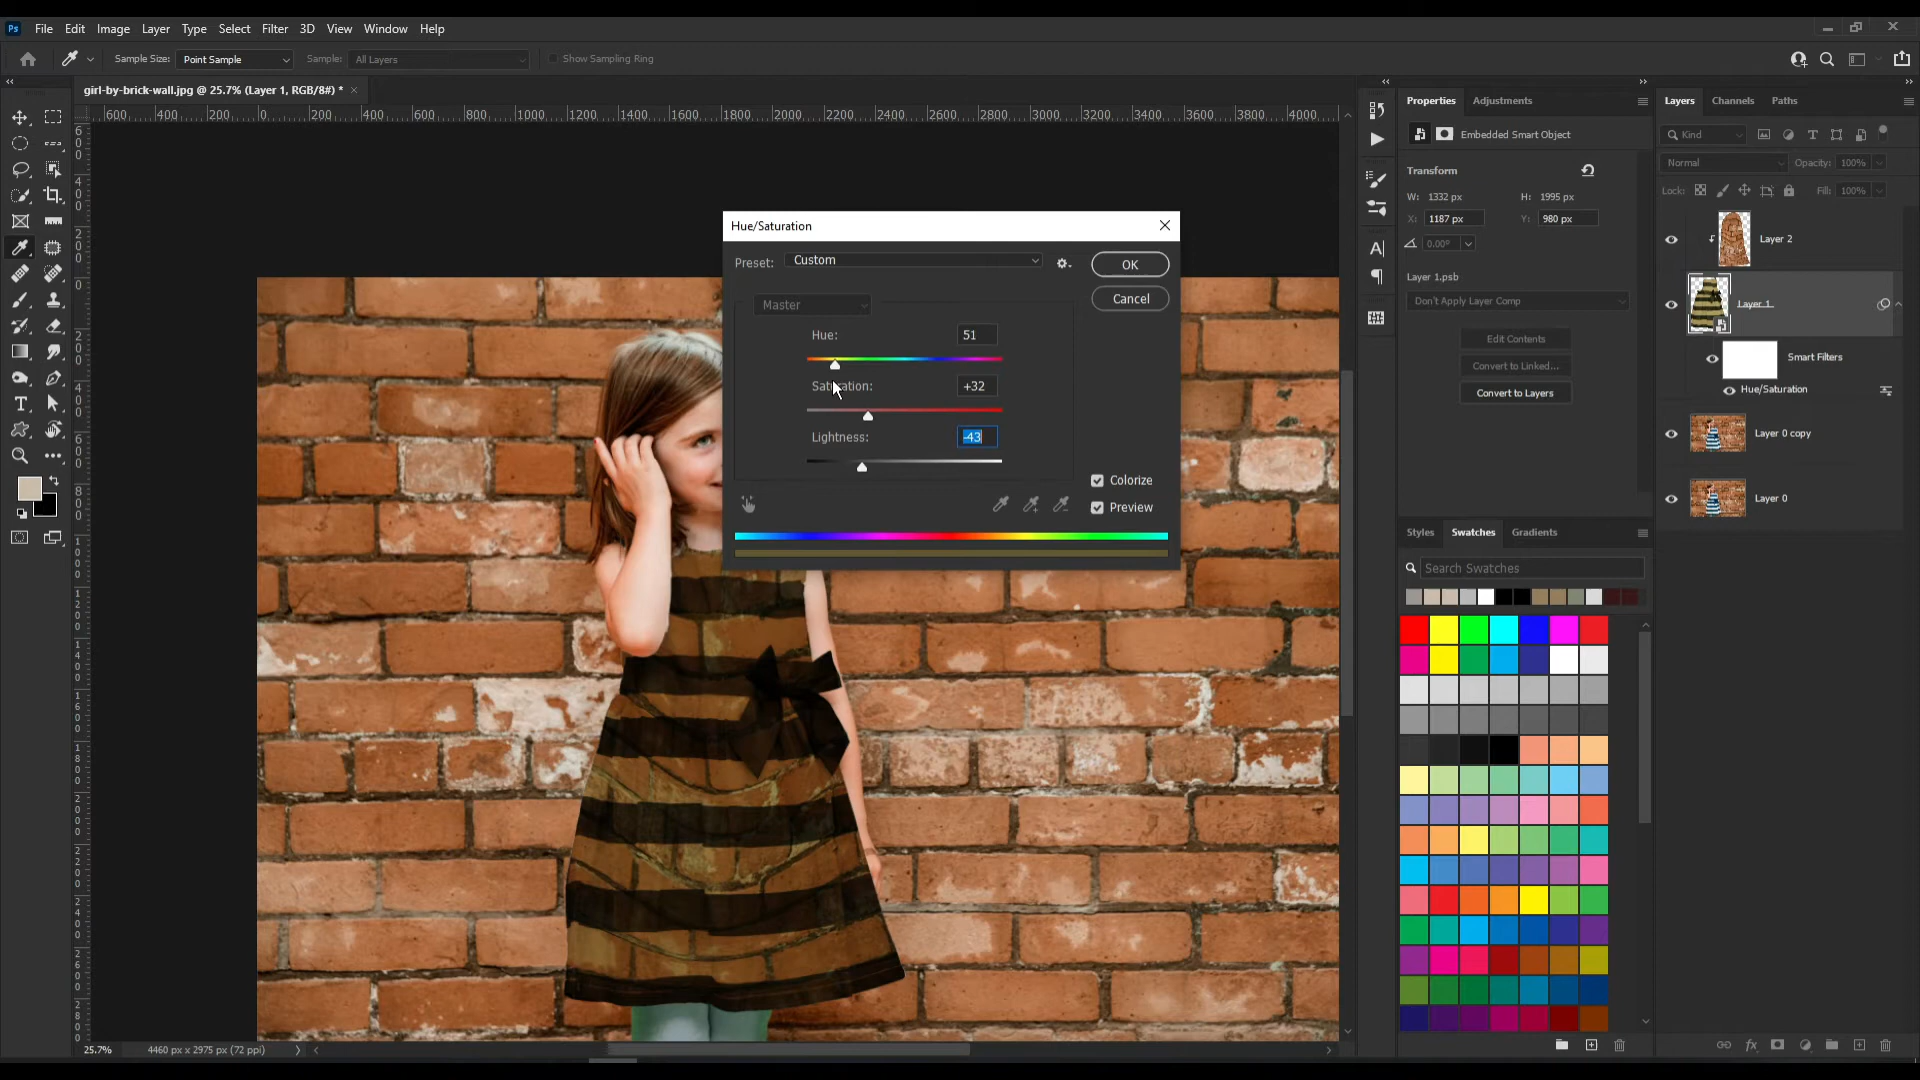 Ps File Edit Image Layer Type Select Filter 3D View Window Help
Sample Size: Point Sample Sample: All Layers Show Sampling Ring
girl-by-brick-wall.jpg @ 25.7% (Layer 1, RGB/8#) * ×
600 400 200 0 200 400 600 800 1000 1200 1400 1600 1800 2000 2200 2400 2600 2800 3000 3200 3400 3600 3800 4000
Hue/Saturation
Preset: Custom
OK
Cancel
Master
Hue: 51
Saturation: +32
Lightness: -43
Colorize
Preview
Properties Adjustments
Embedded Smart Object
Transform
W: 1332 px H: 1995 px
X: 1187 px Y: 980 px
0.00°
Layer 1.psb
Don't Apply Layer Comp
Edit Contents
Convert to Linked...
Convert to Layers
Styles Swatches Gradients
Search Swatches
Layers Channels Paths
Kind
Normal Opacity: 100%
Lock: Fill: 100%
Layer 2
Layer 1
Smart Filters
Hue/Saturation
Layer 0 copy
Layer 0
25.7% 4460 px x 2975 px (72 ppi)